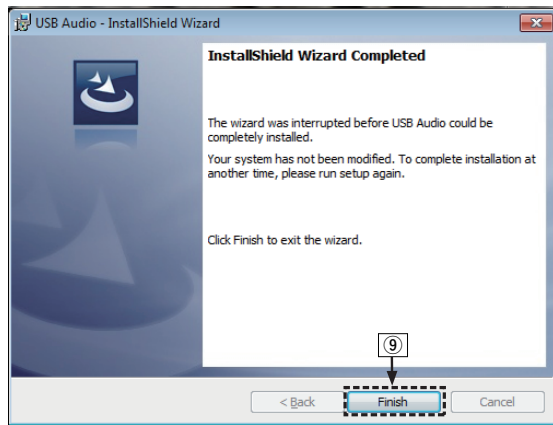 USB Audio - InstallShield Wizard
InstallShield Wizard Completed
The wizard was interrupted before USB Audio could be
completely installed.
Your system has not been modified. To complete installation at
another time, please run setup again.
Click Finish to exit the wizard.
⑨
< Back Finish Cancel